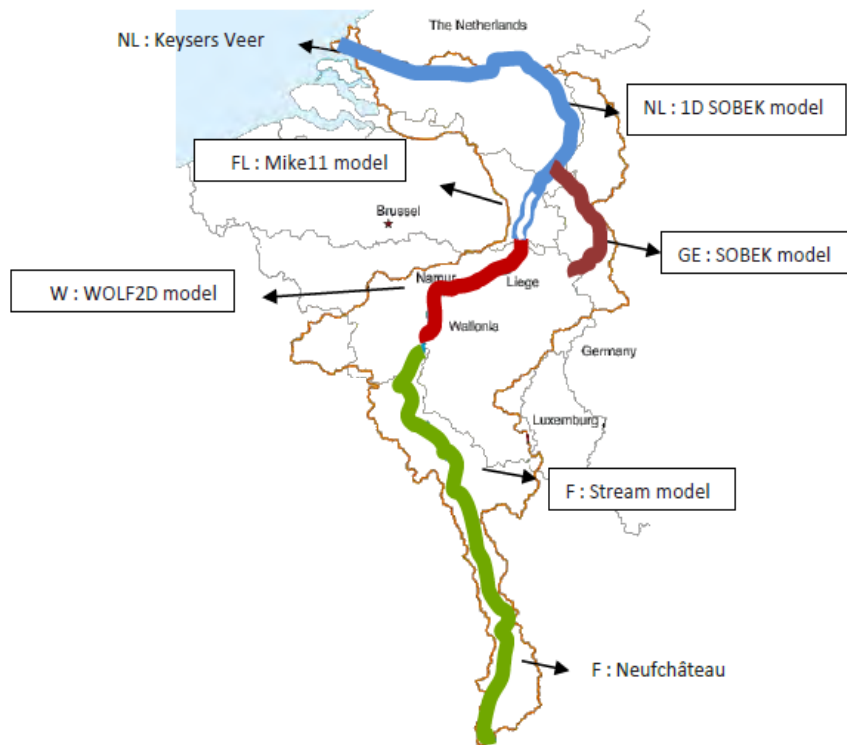 The Netherlands
NL : Keysers Veer
NL : 1D SOBEK model
FL : Mike11 model
Brussel
GE : SOBEK model
Namur
Liege
W : WOLF2D model
Wallonia
Germany
Luxemburg
F : Stream model
F : Neufchâteau